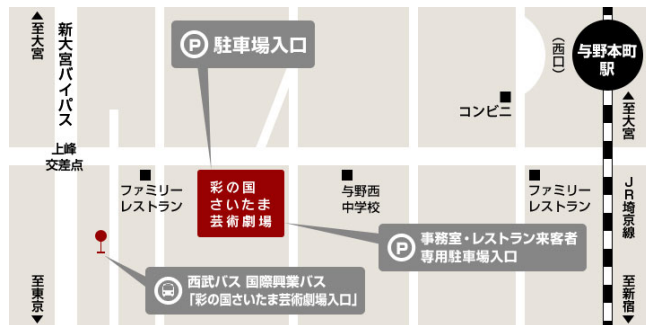 ▲至大宮
新大宮バイパス
上峰
交差点
至東京▼
Ⓟ 駐車場入口
ファミリー
レストラン
彩の国
さいたま
芸術劇場
西武バス 国際興業バス
「彩の国さいたま芸術劇場入口」
与野西
中学校
Ⓟ 事務室・レストラン来客者
専用駐車場入口
コンビニ
(西口)
与野本町
駅
▲至大宮
ファミリー
レストラン
JR埼京線
至新宿▼